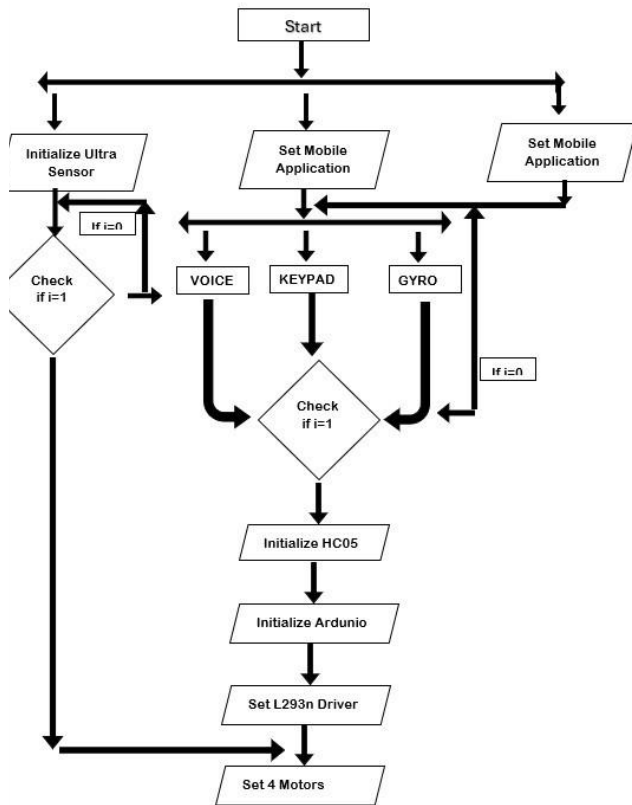 Start
Initialize Ultra
Sensor
Set Mobile
Application
Set Mobile
Application
If i=0
Check
if i=1
VOICE
KEYPAD
GYRO
If i=0
Check
if i=1
Initialize HC05
Initialize Ardunio
Set L293n Driver
Set 4 Motors